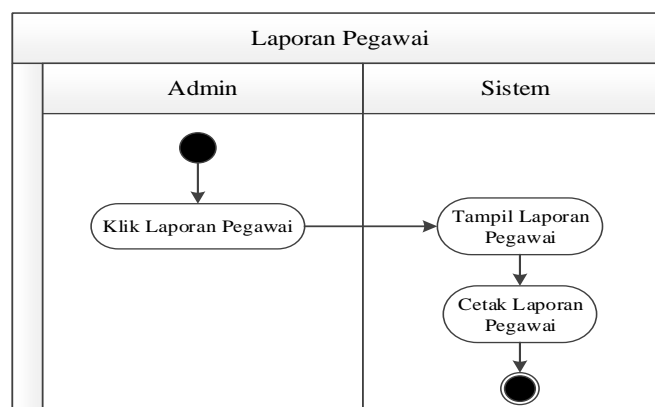 Laporan Pegawai
Admin
Sistem
Klik Laporan Pegawai
Tampil Laporan
Pegawai
Cetak Laporan
Pegawai